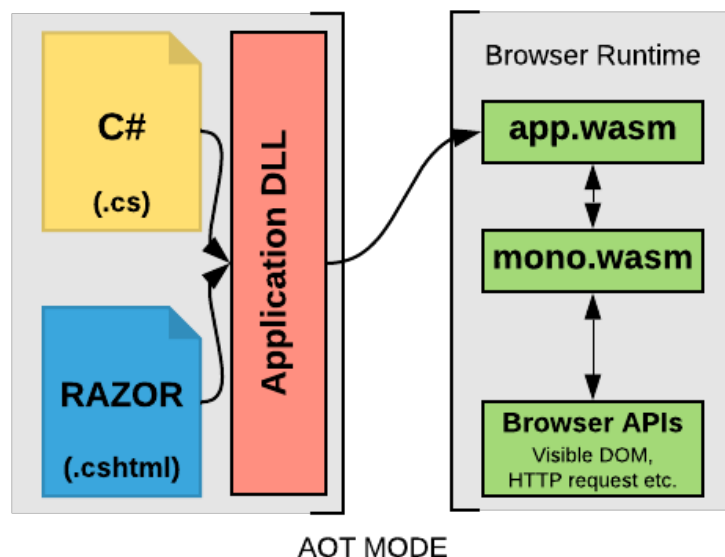 C#
(.cs)
RAZOR
(.cshtml)
Application DLL
Browser Runtime
app.wasm
mono.wasm
Browser APIs
Visible DOM,
HTTP request etc.
AOT MODE